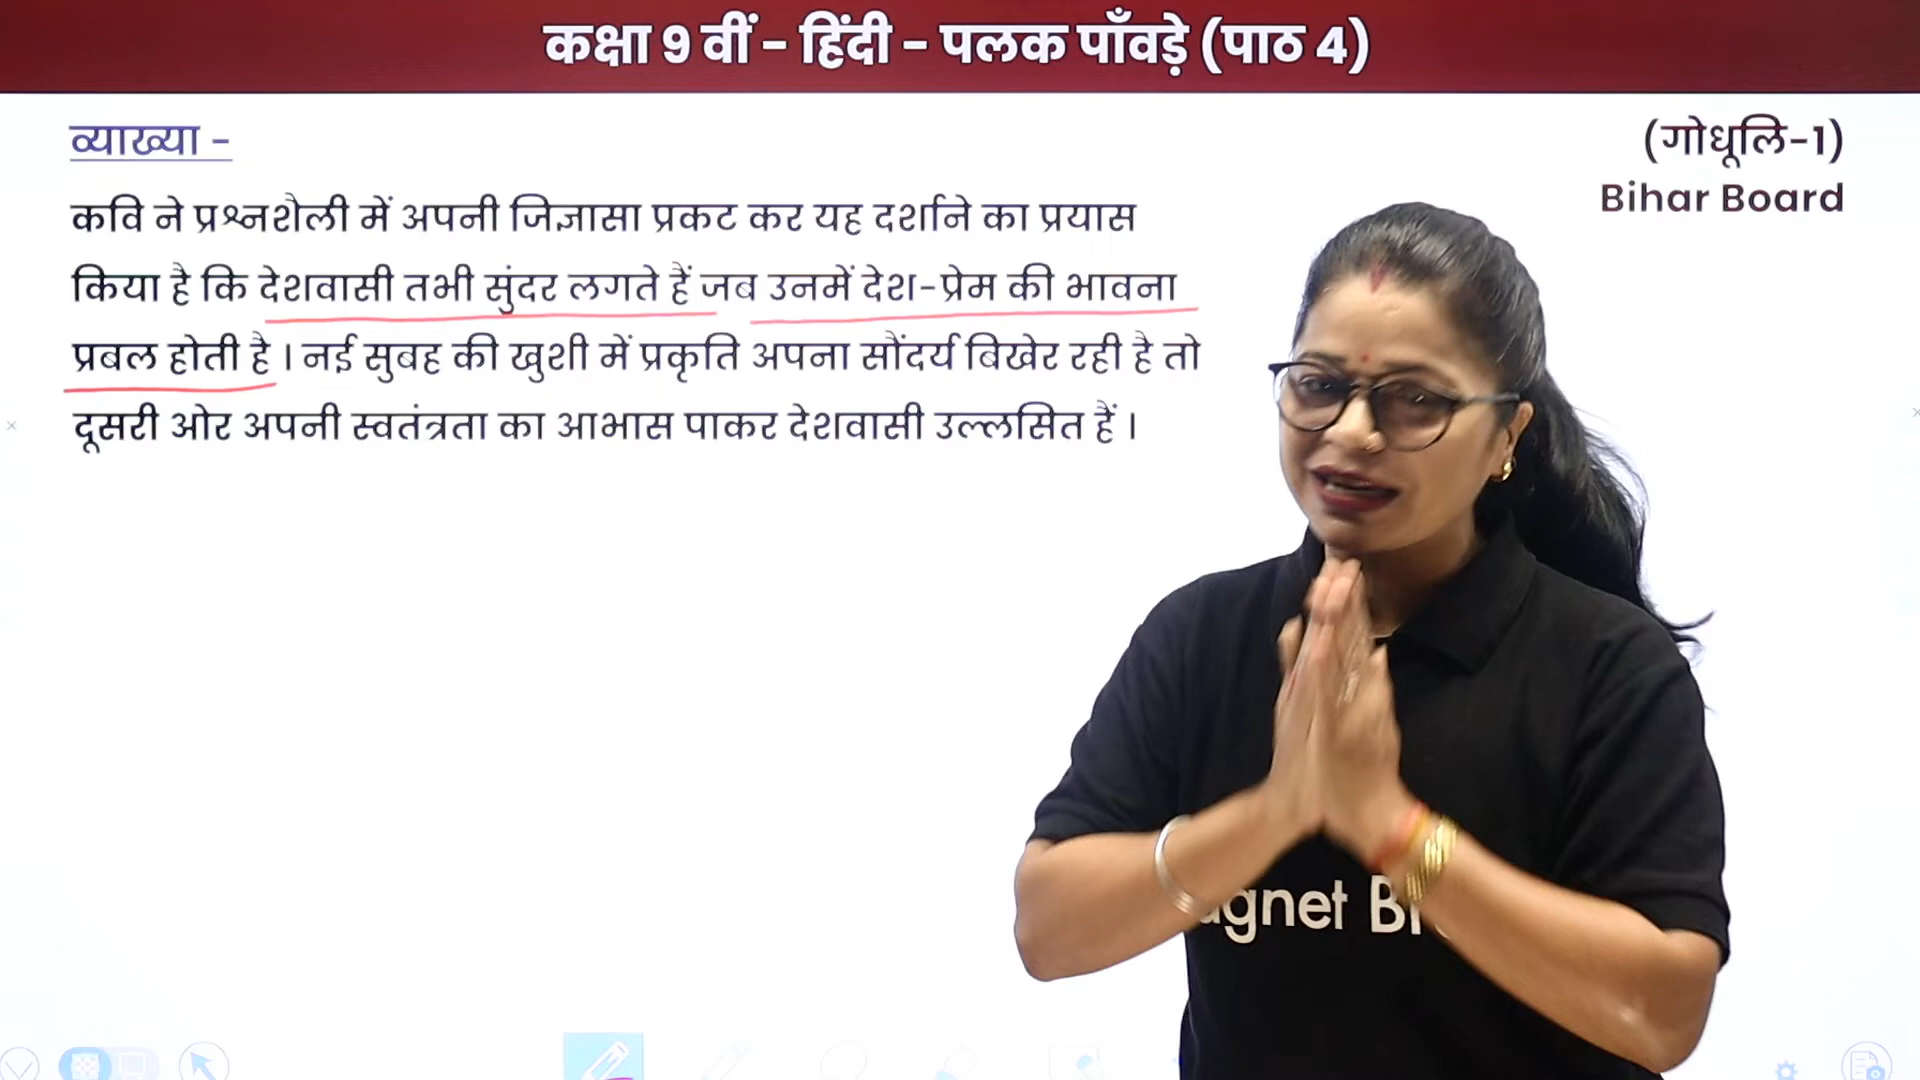 कक्षा 9 वीं - हिंदी - पलक पाँवड़े (पाठ 4)
व्याख्या -
(गोधूलि-1)
Bihar Board
कवि ने प्रश्नशैली में अपनी जिज्ञासा प्रकट कर यह दर्शाने का प्रयास
किया है कि देशवासी तभी सुंदर लगते हैं जब उनमें देश-प्रेम की भावना
प्रबल होती है । नई सुबह की खुशी में प्रकृति अपना सौंदर्य बिखेर रही है तो
दूसरी ओर अपनी स्वतंत्रता का आभास पाकर देशवासी उल्लसित हैं ।
agnet Br